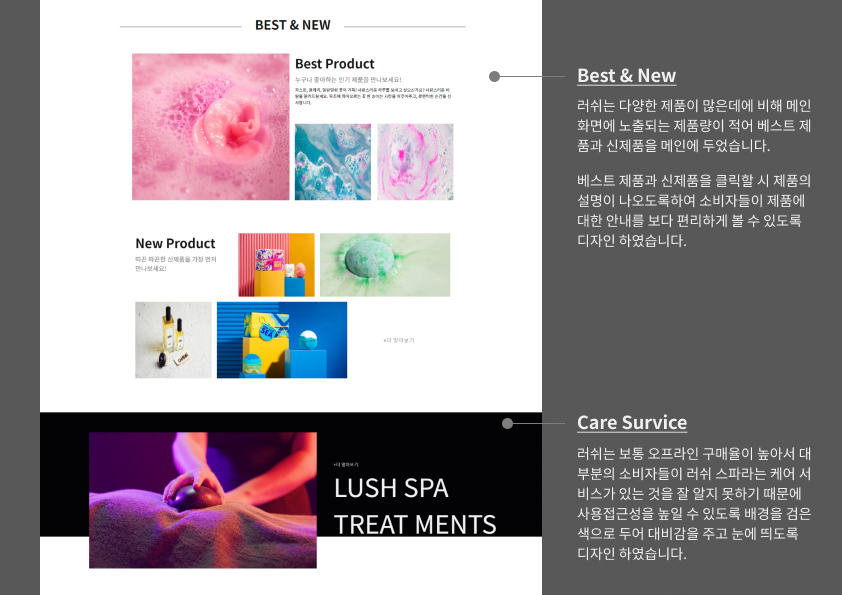 BEST & NEW
Best Product
누구나 좋아하는 인기 제품을 만나보세요!
New Product
따끈 따끈한 신제품을 가장 먼저
만나보세요!
+더 알아보기
+더 알아보기
LUSH SPA
TREAT MENTS
Best & New
러쉬는 다양한 제품이 많은데에 비해 메인
화면에 노출되는 제품량이 적어 베스트 제
품과 신제품을 메인에 두었습니다.
베스트 제품과 신제품을 클릭할 시 제품의
설명이 나오도록하여 소비자들이 제품에
대한 안내를 보다 편리하게 볼 수 있도록
디자인 하였습니다.
Care Survice
러쉬는 보통 오프라인 구매율이 높아서 대
부분의 소비자들이 러쉬 스파라는 케어 서
비스가 있는 것을 잘 알지 못하기 때문에
사용접근성을 높일 수 있도록 배경을 검은
색으로 두어 대비감을 주고 눈에 띄도록
디자인 하였습니다.